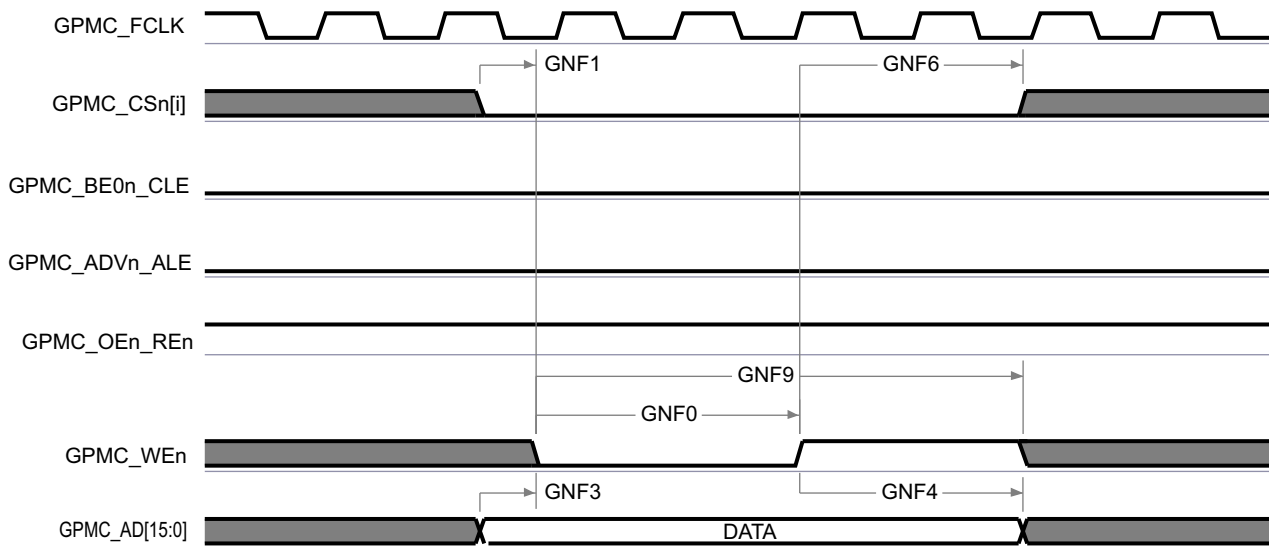 GPMC_FCLK
GNF1
GNF6
GPMC_CSn[i]
GPMC_BE0n_CLE
GPMC_ADVn_ALE
GPMC_OEn_REn
GNF9
GNF0
GPMC_WEn
GNF3
GNF4
GPMC_AD[15:0]
DATA